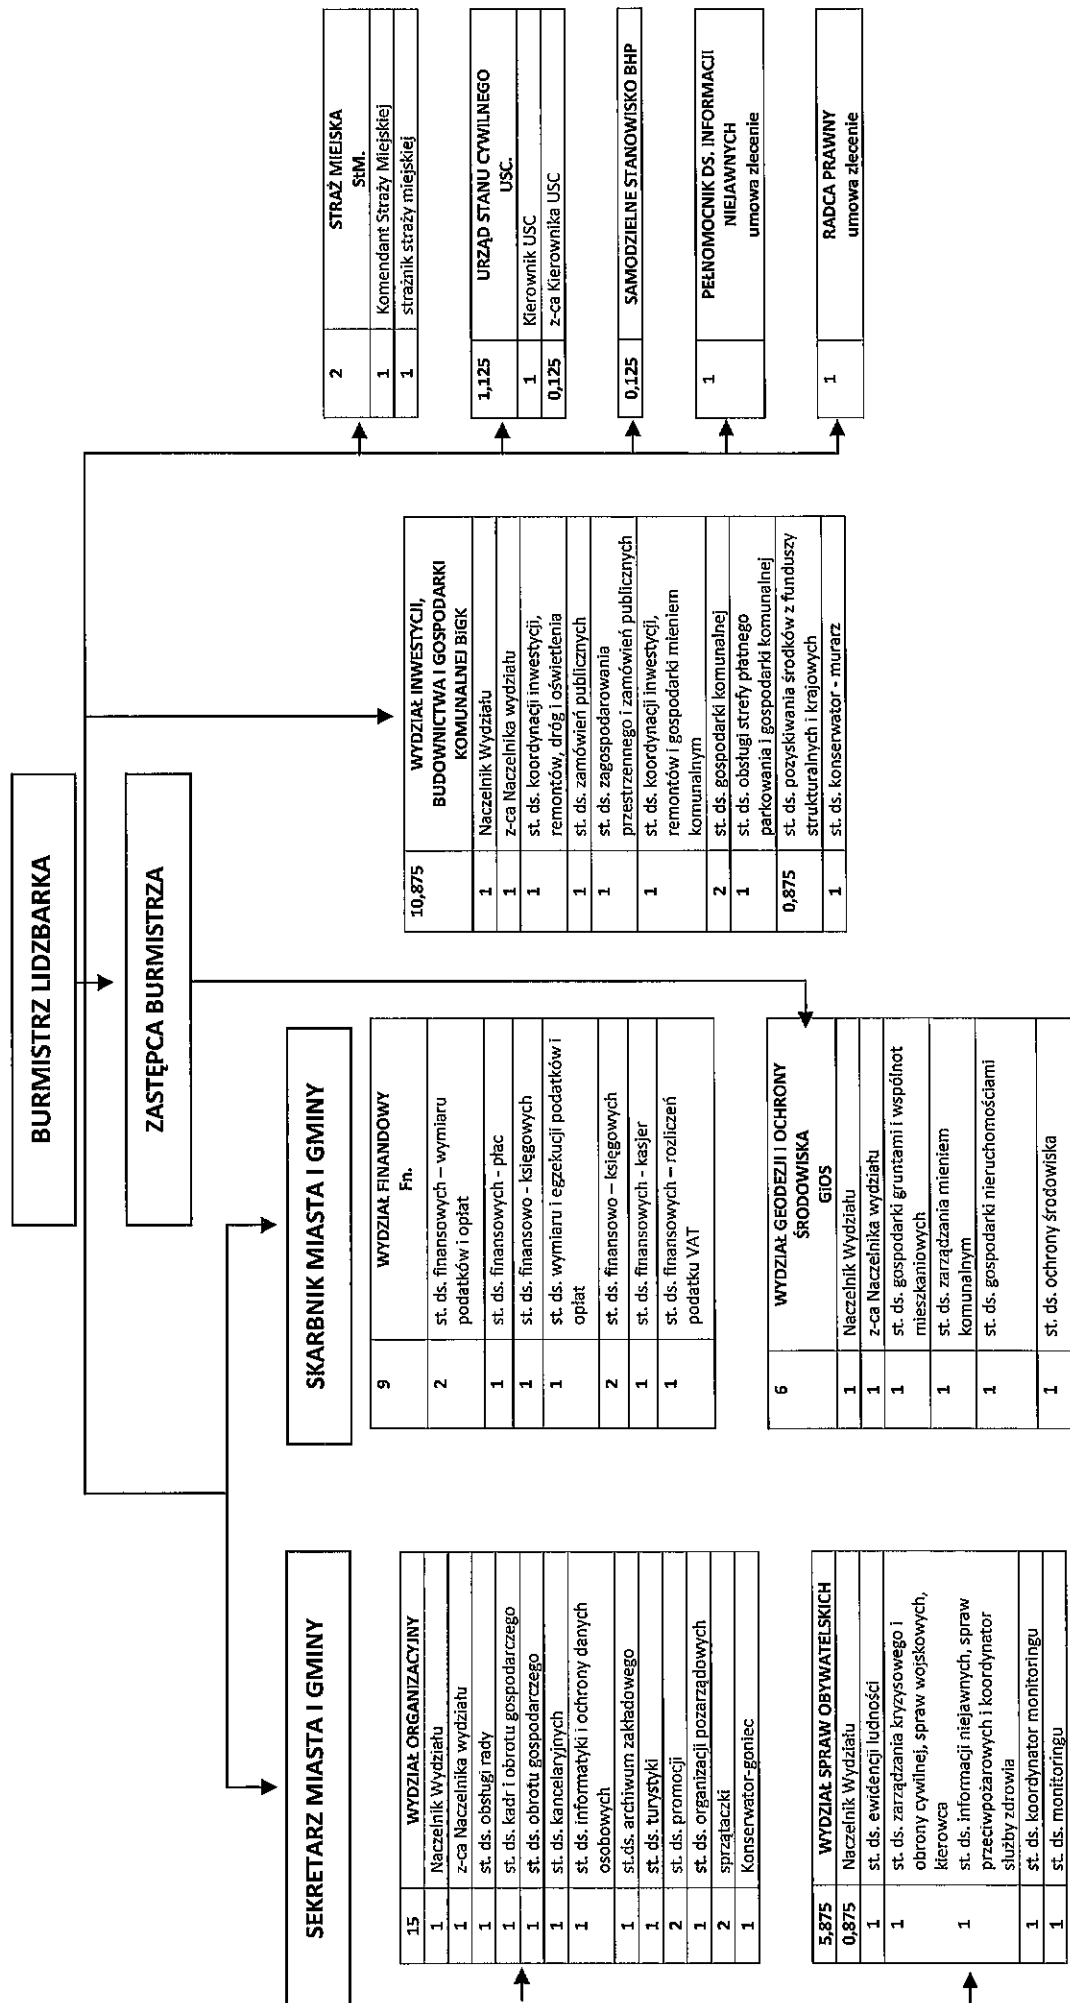 BURMISTRZ LIDZBARKA
ZASTĘPCA BURMISTRZA
SEKRETARZ MIASTA I GMINY
SKARBNIK MIASTA I GMINY
15 WYDZIAŁ ORGANIZACYJNY
1 Naczelnik Wydziału
1 z-ca Naczelnika wydziału
1 st. ds. obsługi rady
1 st. ds. kadr i obrotu gospodarczego
1 st. ds. obrotu gospodarczego
1 st. ds. kancelaryjnych
1 st. ds. informatyki i ochrony danych
osobowych
1 st.ds. archiwum zakładowego
1 st. ds. turystyki
2 st. ds. promocji
1 st. ds. organizacji pozarządowych
2 sprzątaczki
1 Konserwator-goniec
5,875 WYDZIAŁ SPRAW OBYWATELSKICH
0,875 Naczelnik Wydziału
1 st. ds. ewidencji ludności
1 st. ds. zarządzania kryzysowego i
obrony cywilnej, spraw wojskowych,
kierowca
1 st. ds. informacji niejawnych, spraw
przeciwpożarowych i koordynator
służby zdrowia
1 st. ds. koordynator monitoringu
1 st. ds. monitoringu
9 WYDZIAŁ FINANDOWY
Fn.
2 st. ds. finansowych – wymiaru
podatków i opłat
1 st. ds. finansowych - płac
1 st. ds. finansowo - księgowych
1 st. ds. wymiaru i egzekucji podatków i
opłat
2 st. ds. finansowo – księgowych
1 st. ds. finansowych - kasjer
1 st. ds. finansowych – rozliczeń
podatku VAT
6 WYDZIAŁ GEODEZJI I OCHRONY
ŚRODOWISKA
GiOŚ
1 Naczelnik Wydziału
1 z-ca Naczelnika wydziału
1 st. ds. gospodarki gruntami i wspólnot
mieszkaniowych
1 st. ds. zarządzania mieniem
komunalnym
1 st. ds. gospodarki nieruchomościami
1 st. ds. ochrony środowiska
10,875 WYDZIAŁ INWESTYCJI,
BUDOWNICTWA I GOSPODARKI
KOMUNALNEJ BiGK
1 Naczelnik Wydziału
1 z-ca Naczelnika wydziału
1 st. ds. koordynacji inwestycji,
remontów, dróg i oświetlenia
1 st. ds. zamówień publicznych
1 st. ds. zagospodarowania
przestrzennego i zamówień publicznych
1 st. ds. koordynacji inwestycji,
remontów i gospodarki mieniem
komunalnym
2 st. ds. gospodarki komunalnej
1 st. ds. obsługi strefy płatnego
parkowania i gospodarki komunalnej
0,875 st. ds. pozyskiwania środków z funduszy
strukturalnych i krajowych
1 st. ds. konserwator - murarz
2 STRAŻ MIEJSKA
StM.
1 Komendant Straży Miejskiej
1 strażnik straży miejskiej
1,125 URZĄD STANU CYWILNEGO
USC.
1 Kierownik USC
0,125 z-ca Kierownika USC
0,125 SAMODZIELNE STANOWISKO BHP
1 PEŁNOMOCNIK DS. INFORMACJI
NIEJAWNYCH
umowa zlecenie
1 RADCA PRAWNY
umowa zlecenie